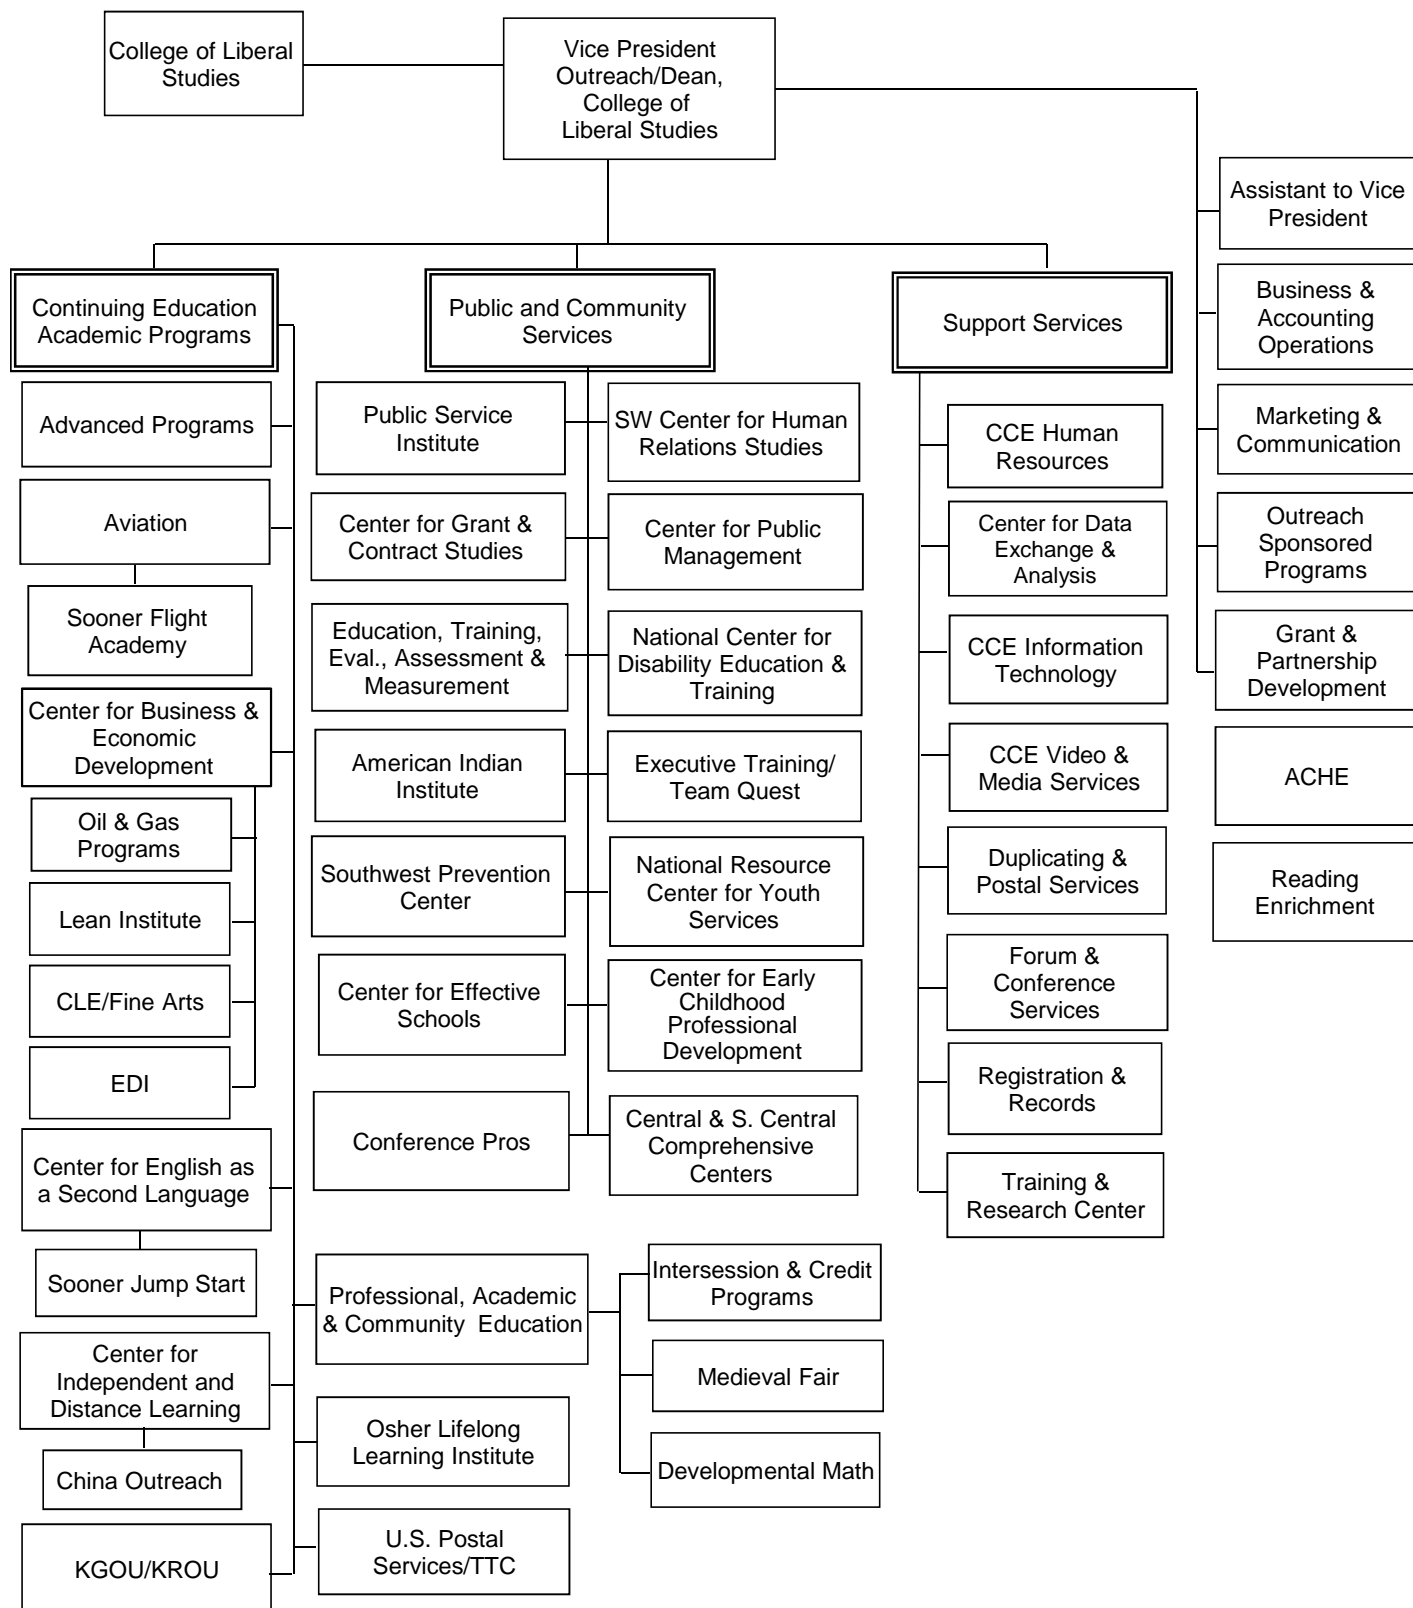 College of Liberal
Studies
Vice President
Outreach/Dean,
College of
Liberal Studies
Assistant to Vice
President
Business &
Accounting
Operations
Marketing &
Communication
Outreach
Sponsored
Programs
Grant &
Partnership
Development
ACHE
Reading
Enrichment
Continuing Education
Academic Programs
Advanced Programs
Aviation
Sooner Flight
Academy
Center for Business &
Economic
Development
Oil & Gas
Programs
Lean Institute
CLE/Fine Arts
EDI
Center for English as
a Second Language
Sooner Jump Start
Center for
Independent and
Distance Learning
China Outreach
KGOU/KROU
Professional, Academic
& Community  Education
Intersession & Credit
Programs
Medieval Fair
Developmental Math
Osher Lifelong
Learning Institute
U.S. Postal
Services/TTC
Public and Community
Services
Public Service
Institute
SW Center for Human
Relations Studies
Center for Grant &
Contract Studies
Center for Public
Management
Education, Training,
Eval., Assessment &
Measurement
National Center for
Disability Education &
Training
American Indian
Institute
Executive Training/
Team Quest
Southwest Prevention
Center
National Resource
Center for Youth
Services
Center for Effective
Schools
Center for Early
Childhood
Professional
Development
Conference Pros
Central & S. Central
Comprehensive
Centers
Support Services
CCE Human
Resources
Center for Data
Exchange &
Analysis
CCE Information
Technology
CCE Video &
Media Services
Duplicating &
Postal Services
Forum &
Conference
Services
Registration &
Records
Training &
Research Center